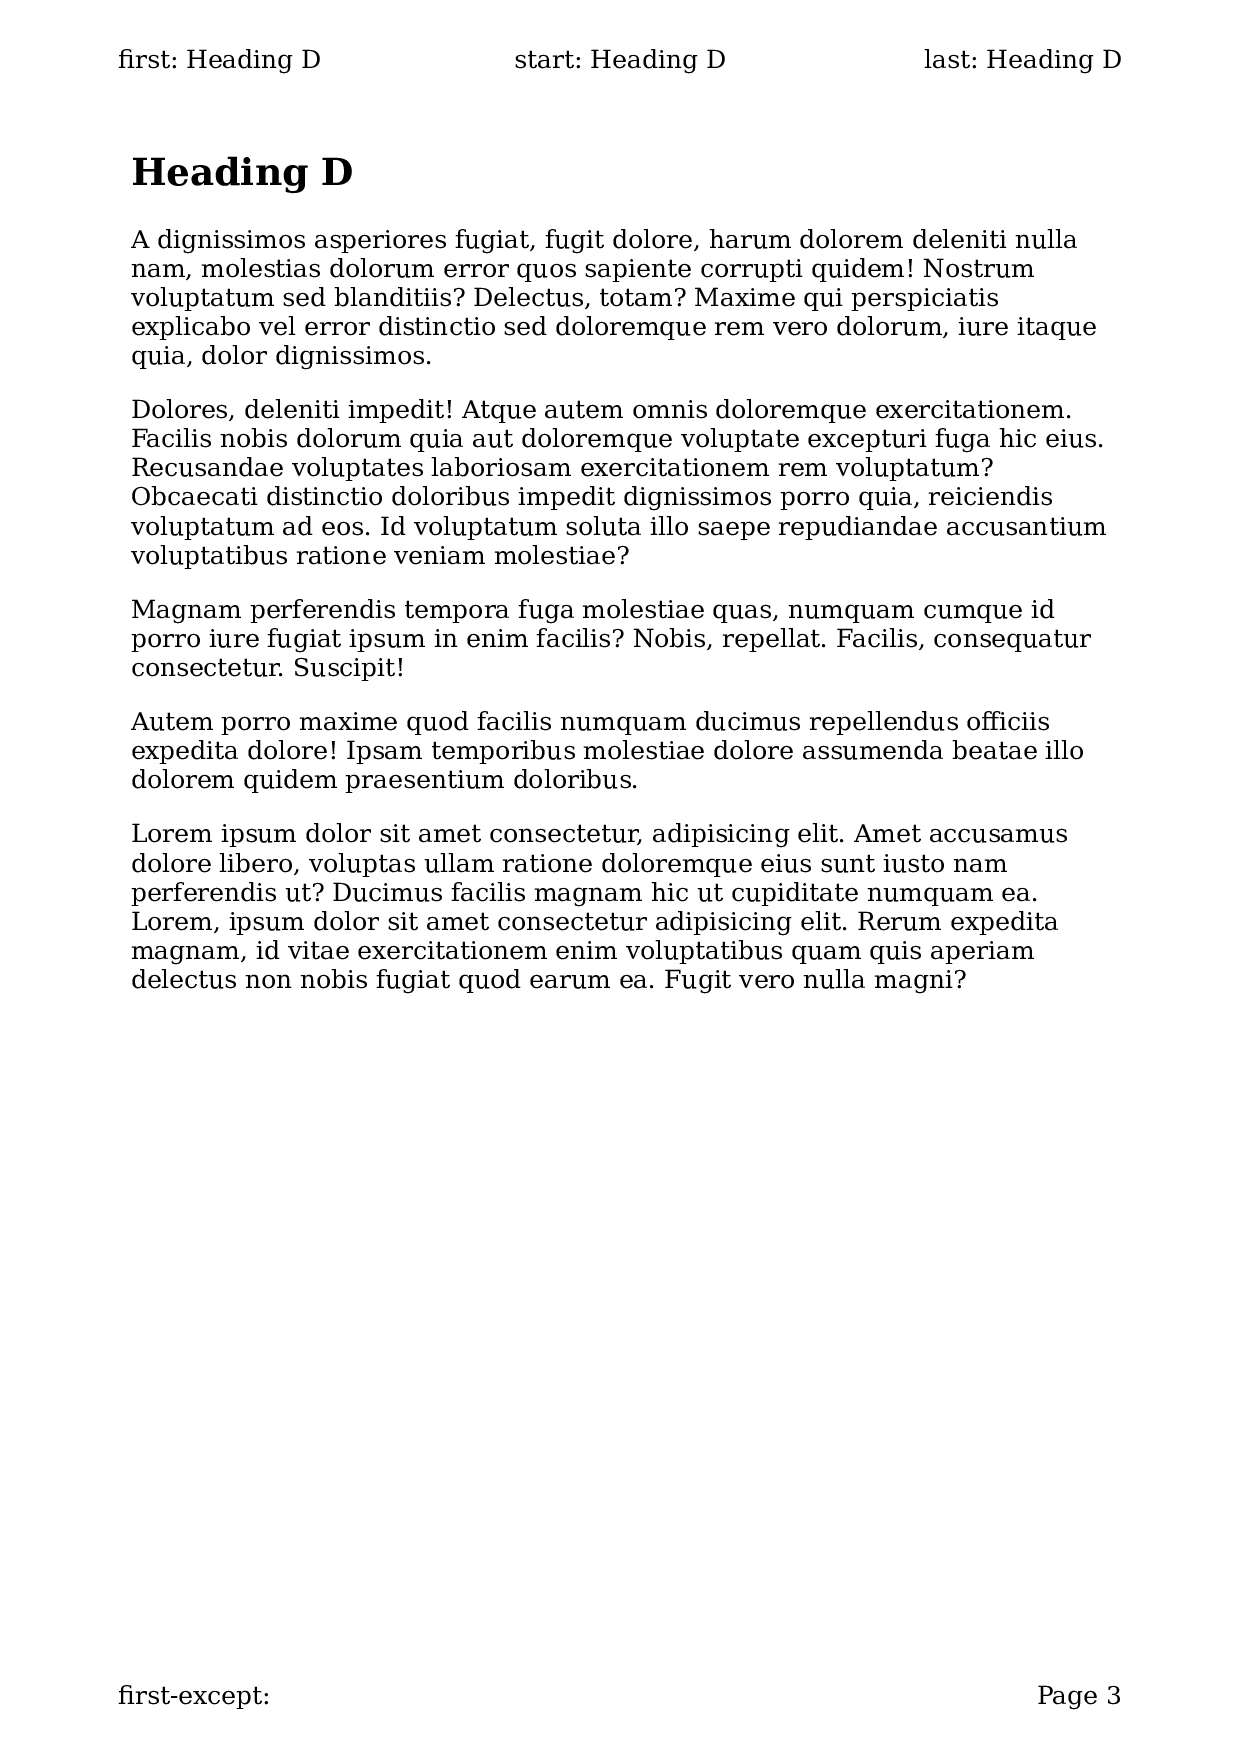 first: Heading D start: Heading D last: Heading D
Heading D
A dignissimos asperiores fugiat, fugit dolore, harum dolorem deleniti nulla
nam, molestias dolorum error quos sapiente corrupti quidem! Nostrum
voluptatum sed blanditiis? Delectus, totam? Maxime qui perspiciatis
explicabo vel error distinctio sed doloremque rem vero dolorum, iure itaque
quia, dolor dignissimos.
Dolores, deleniti impedit! Atque autem omnis doloremque exercitationem.
Facilis nobis dolorum quia aut doloremque voluptate excepturi fuga hic eius.
Recusandae voluptates laboriosam exercitationem rem voluptatum?
Obcaecati distinctio doloribus impedit dignissimos porro quia, reiciendis
voluptatum ad eos. Id voluptatum soluta illo saepe repudiandae accusantium
voluptatibus ratione veniam molestiae?
Magnam perferendis tempora fuga molestiae quas, numquam cumque id
porro iure fugiat ipsum in enim facilis? Nobis, repellat. Facilis, consequatur
consectetur. Suscipit!
Autem porro maxime quod facilis numquam ducimus repellendus officiis
expedita dolore! Ipsam temporibus molestiae dolore assumenda beatae illo
dolorem quidem praesentium doloribus.
Lorem ipsum dolor sit amet consectetur, adipisicing elit. Amet accusamus
dolore libero, voluptas ullam ratione doloremque eius sunt iusto nam
perferendis ut? Ducimus facilis magnam hic ut cupiditate numquam ea.
Lorem, ipsum dolor sit amet consectetur adipisicing elit. Rerum expedita
magnam, id vitae exercitationem enim voluptatibus quam quis aperiam
delectus non nobis fugiat quod earum ea. Fugit vero nulla magni?
first-except: Page 3